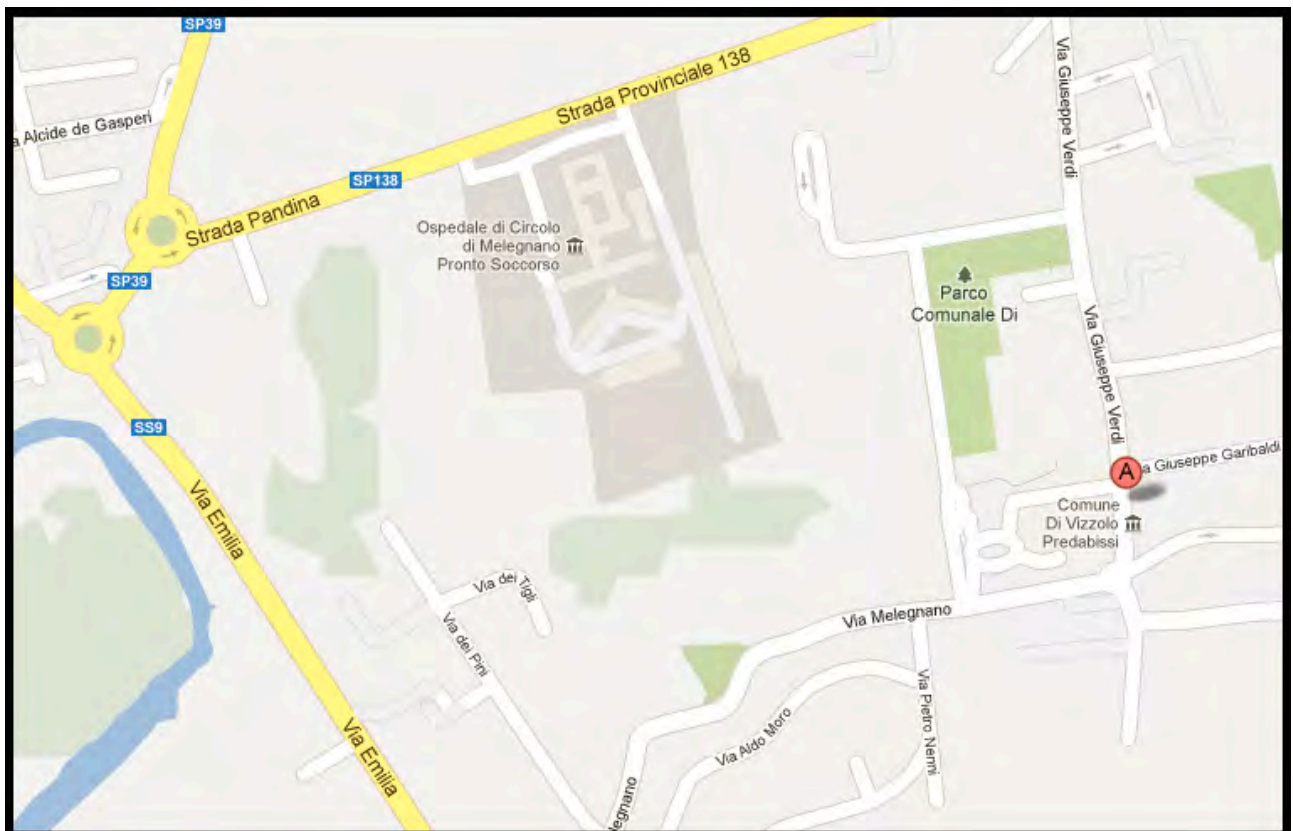 SP39
Strada Provinciale 138
Via Giuseppe Verdi
a Alcide de Gasperi
SP138
Strada Pandina
Ospedale di Circolo
di Melegnano
Pronto Soccorso
SP39
Parco
Comunale Di
Via Giuseppe Verdi
SS9
A
a Giuseppe Garibaldi
Comune
Di Vizzolo
Predabissi
Via Emilia
Via dei Tigli
Via Melegnano
Via dei Pini
Via Pietro Nenni
Via Aldo Moro
Via Emilia
egnano